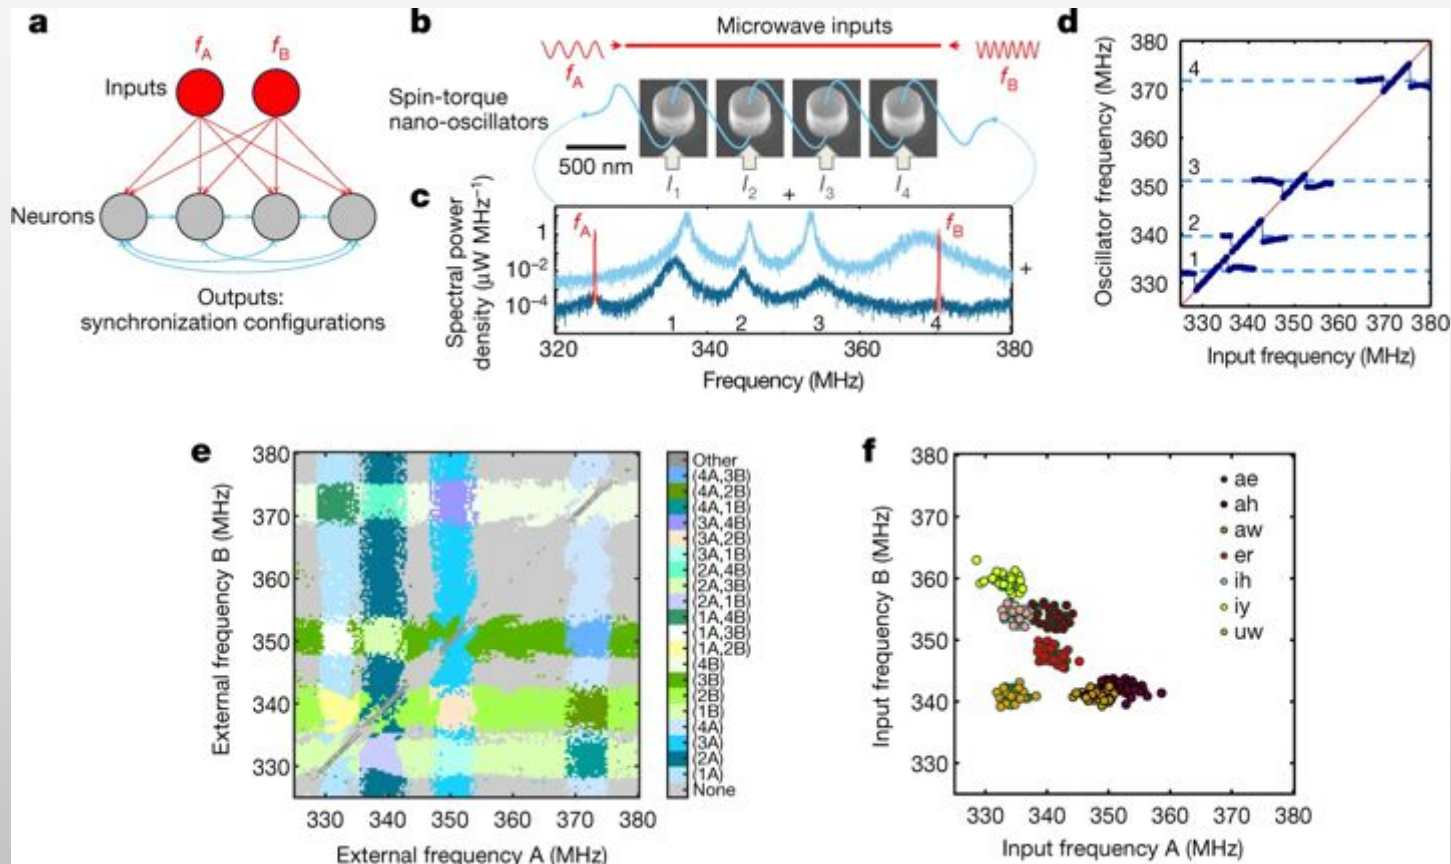 a
f_A
f_B
Inputs
Neurons
Outputs:
synchronization configurations
b
Microwave inputs
f_A
f_B
Spin-torque
nano-oscillators
500 nm
I_1
I_2
+
I_3
I_4
c
Spectral power
density (μW MHz⁻¹)
1
10⁻²
10⁻⁴
f_A
f_B
+
1
2
3
4
320
340
360
380
Frequency (MHz)
d
Oscillator frequency (MHz)
380
370
360
350
340
330
4
3
2
1
330 340 350 360 370 380
Input frequency (MHz)
e
External frequency B (MHz)
380
370
360
350
340
330
330 340 350 360 370 380
External frequency A (MHz)
Other
(4A,3B)
(4A,2B)
(4A,1B)
(3A,4B)
(3A,2B)
(3A,1B)
(2A,4B)
(2A,3B)
(2A,1B)
(1A,4B)
(1A,3B)
(1A,2B)
(4B)
(3B)
(2B)
(1B)
(4A)
(3A)
(2A)
(1A)
None
f
Input frequency B (MHz)
380
370
360
350
340
330
ae
ah
aw
er
ih
iy
uw
330 340 350 360 370 380
Input frequency A (MHz)